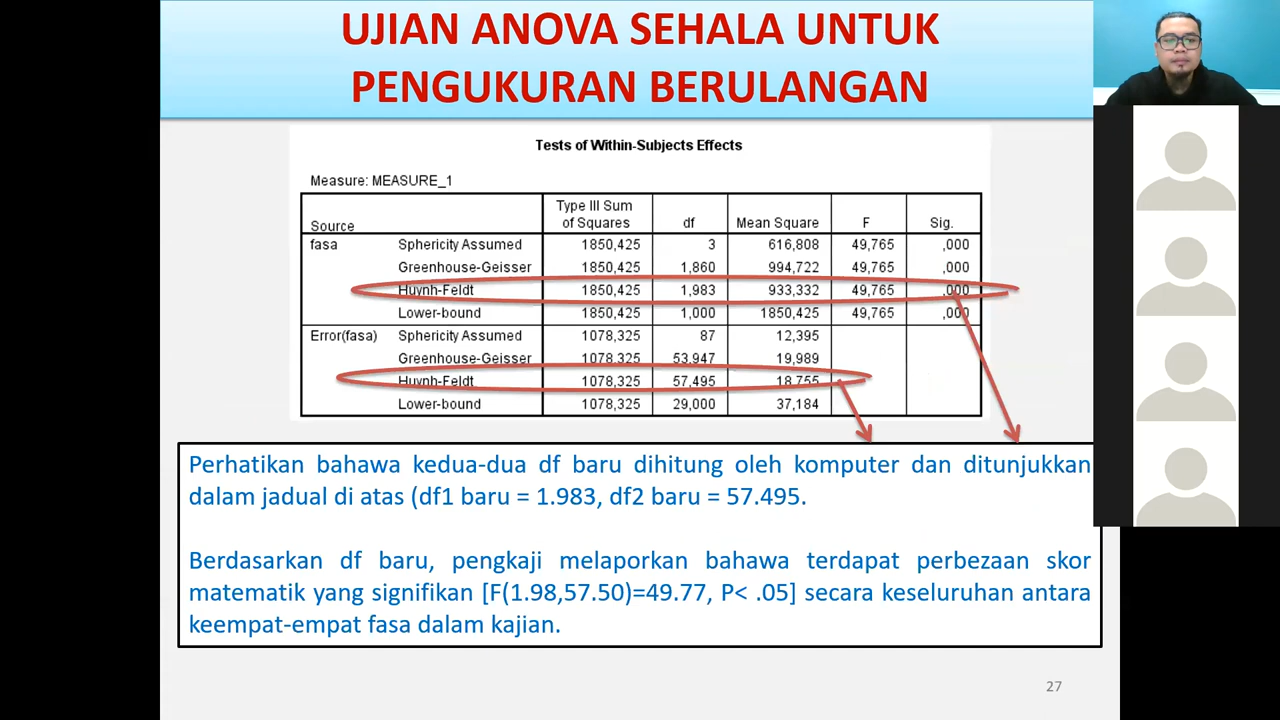 UJIAN ANOVA SEHALA UNTUK
PENGUKURAN BERULANGAN
Tests of Within-Subjects Effects
Measure: MEASURE_1
Source Type III Sum of Squares df Mean Square F Sig.
fasa Sphericity Assumed 1850,425 3 616,808 49,765 ,000
Greenhouse-Geisser 1850,425 1,860 994,722 49,765 ,000
Huynh-Feldt 1850,425 1,983 933,332 49,765 ,000
Lower-bound 1850,425 1,000 1850,425 49,765 ,000
Error(fasa) Sphericity Assumed 1078,325 87 12,395
Greenhouse-Geisser 1078,325 53,947 19,989
Huynh-Feldt 1078,325 57,495 18,755
Lower-bound 1078,325 29,000 37,184
Perhatikan bahawa kedua-dua df baru dihitung oleh komputer dan ditunjukkan
dalam jadual di atas (df1 baru = 1.983, df2 baru = 57.495.
Berdasarkan df baru, pengkaji melaporkan bahawa terdapat perbezaan skor
matematik yang signifikan [F(1.98,57.50)=49.77, P< .05] secara keseluruhan antara
keempat-empat fasa dalam kajian.
27